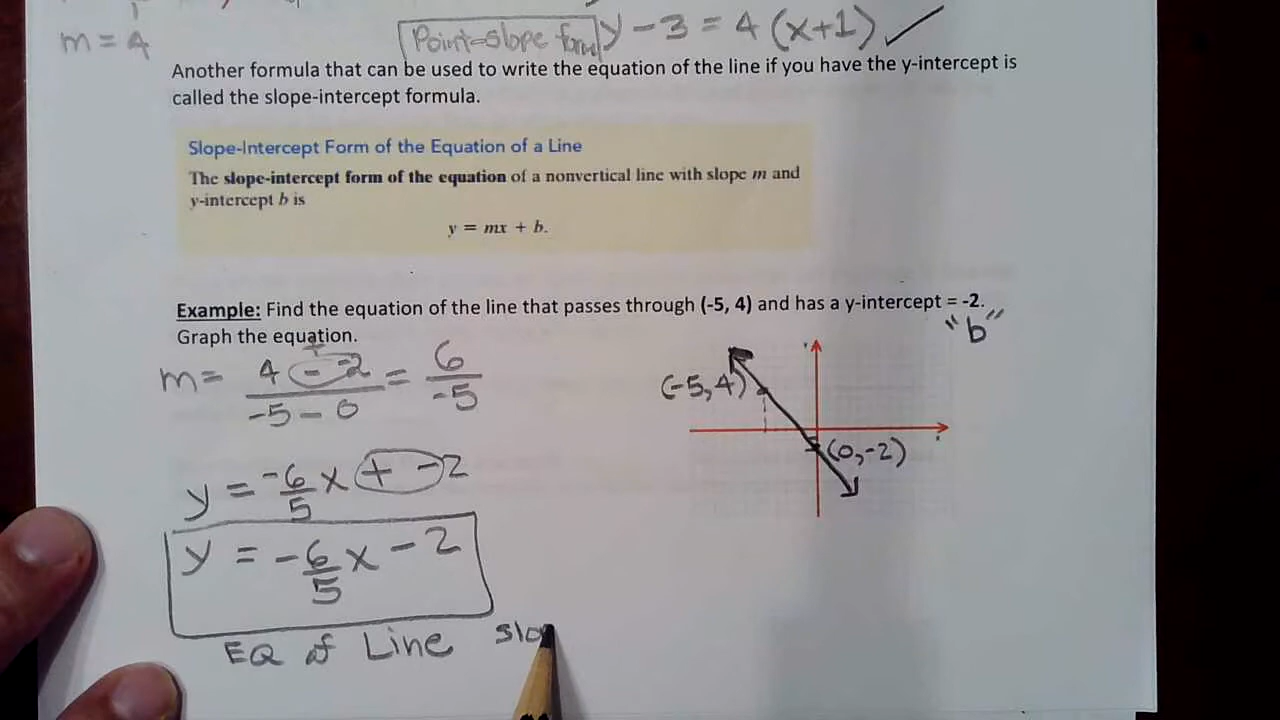 m = 4
Point-slope form y - 3 = 4 (x+1) ✓
Another formula that can be used to write the equation of the line if you have the y-intercept is
called the slope-intercept formula.
Slope-Intercept Form of the Equation of a Line
The slope-intercept form of the equation of a nonvertical line with slope m and
y-intercept b is
y = mx + b.
Example: Find the equation of the line that passes through (-5, 4) and has a y-intercept = -2.
"b"
Graph the equation.
m = (4 - -2)/(-5 - 0) = 6/-5
(-5, 4)
(0, -2)
y = -6/5 x + -2
y = -6/5 x - 2
EQ of Line slo